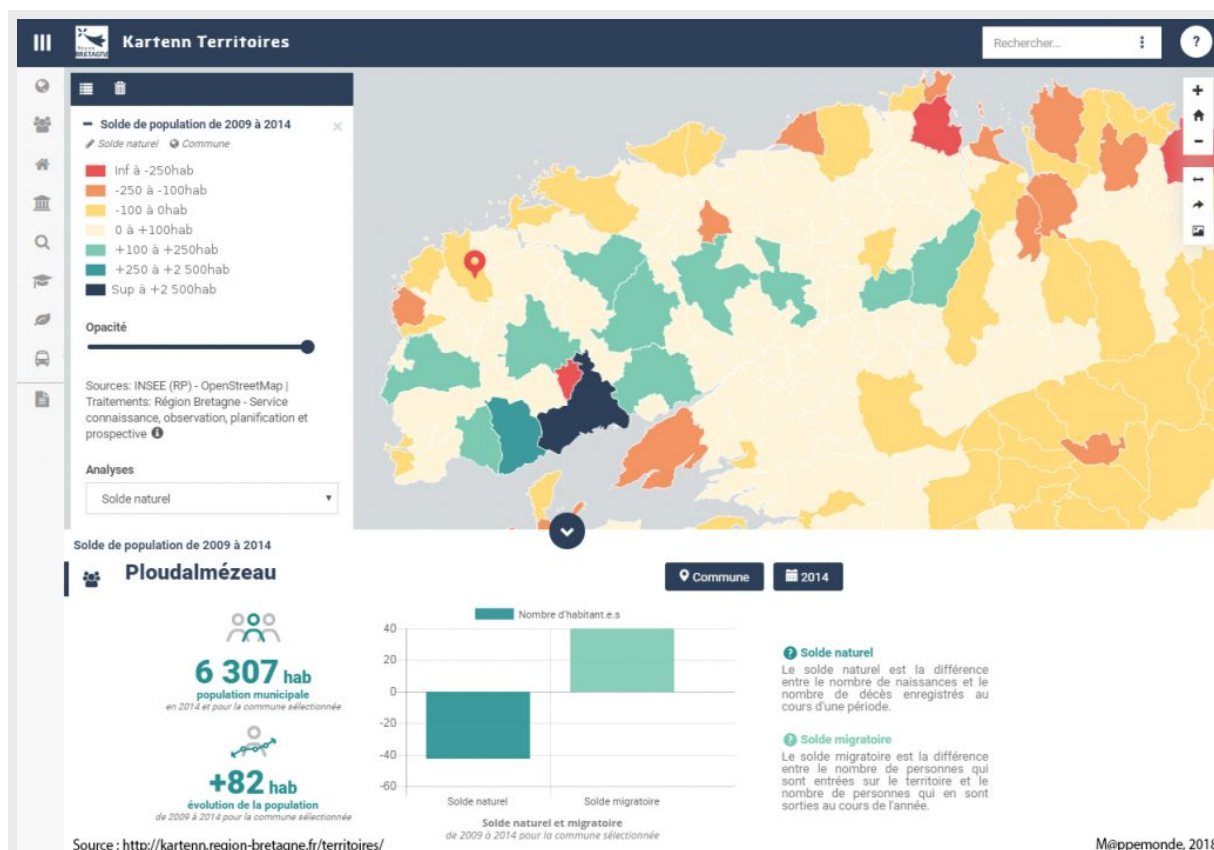 BRETAGNE
Kartenn Territoires
Rechercher...
?
Solde de population de 2009 à 2014
Solde naturel Commune
Inf à -250hab
-250 à -100hab
-100 à 0hab
0 à +100hab
+100 à +250hab
+250 à +2 500hab
Sup à +2 500hab
Opacité
Sources: INSEE (RP) - OpenStreetMap |
Traitements: Région Bretagne - Service
connaissance, observation, planification et
prospective
Analyses
Solde naturel
Solde de population de 2009 à 2014
Ploudalmézeau
Commune
2014
6 307 hab
population municipale
en 2014 et pour la commune sélectionnée
+82 hab
évolution de la population
de 2009 à 2014 pour la commune sélectionnée
Nombre d'habitant.e.s
40
20
0
-20
-40
-60
Solde naturel
Solde migratoire
Solde naturel et migratoire
de 2009 à 2014 pour la commune sélectionnée
? Solde naturel
Le solde naturel est la différence
entre le nombre de naissances et le
nombre de décès enregistrés au
cours d'une période.
? Solde migratoire
Le solde migratoire est la différence
entre le nombre de personnes qui
sont entrées sur le territoire et le
nombre de personnes qui en sont
sorties au cours de l'année.
Source : http://kartenn.region-bretagne.fr/territoires/
M@ppemonde, 2018